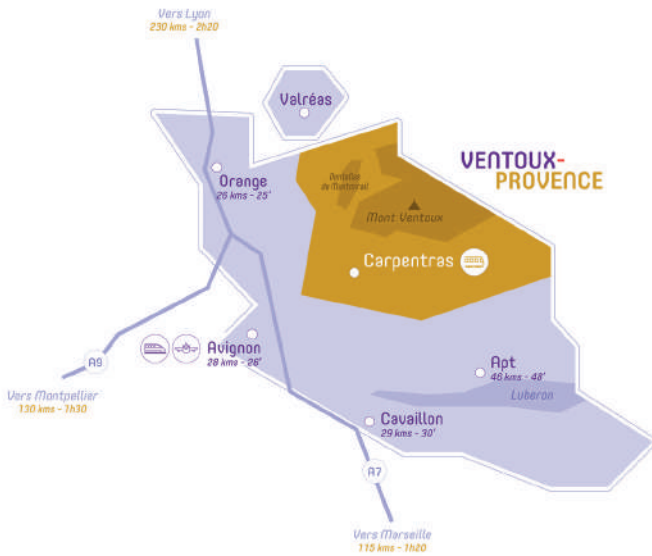 Vers Lyon
230 kms - 2h20
Valréas
VENTOUX-
PROVENCE
Dentelles
de Montmirail
Orange
26 kms - 25'
Mont Ventoux
Carpentras
A9
Avignon
28 kms - 26'
Vers Montpellier
130 kms - 1h30
Apt
46 kms - 48'
Luberon
Cavaillon
29 kms - 30'
A7
Vers Marseille
115 kms - 1h20